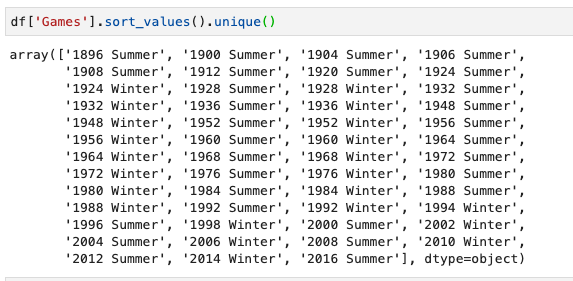 df['Games'].sort_values().unique()
array(['1896 Summer', '1900 Summer', '1904 Summer', '1906 Summer',
'1908 Summer', '1912 Summer', '1920 Summer', '1924 Summer',
'1924 Winter', '1928 Summer', '1928 Winter', '1932 Summer',
'1932 Winter', '1936 Summer', '1936 Winter', '1948 Summer',
'1948 Winter', '1952 Summer', '1952 Winter', '1956 Summer',
'1956 Winter', '1960 Summer', '1960 Winter', '1964 Summer',
'1964 Winter', '1968 Summer', '1968 Winter', '1972 Summer',
'1972 Winter', '1976 Summer', '1976 Winter', '1980 Summer',
'1980 Winter', '1984 Summer', '1984 Winter', '1988 Summer',
'1988 Winter', '1992 Summer', '1992 Winter', '1994 Winter',
'1996 Summer', '1998 Winter', '2000 Summer', '2002 Winter',
'2004 Summer', '2006 Winter', '2008 Summer', '2010 Winter',
'2012 Summer', '2014 Winter', '2016 Summer'], dtype=object)